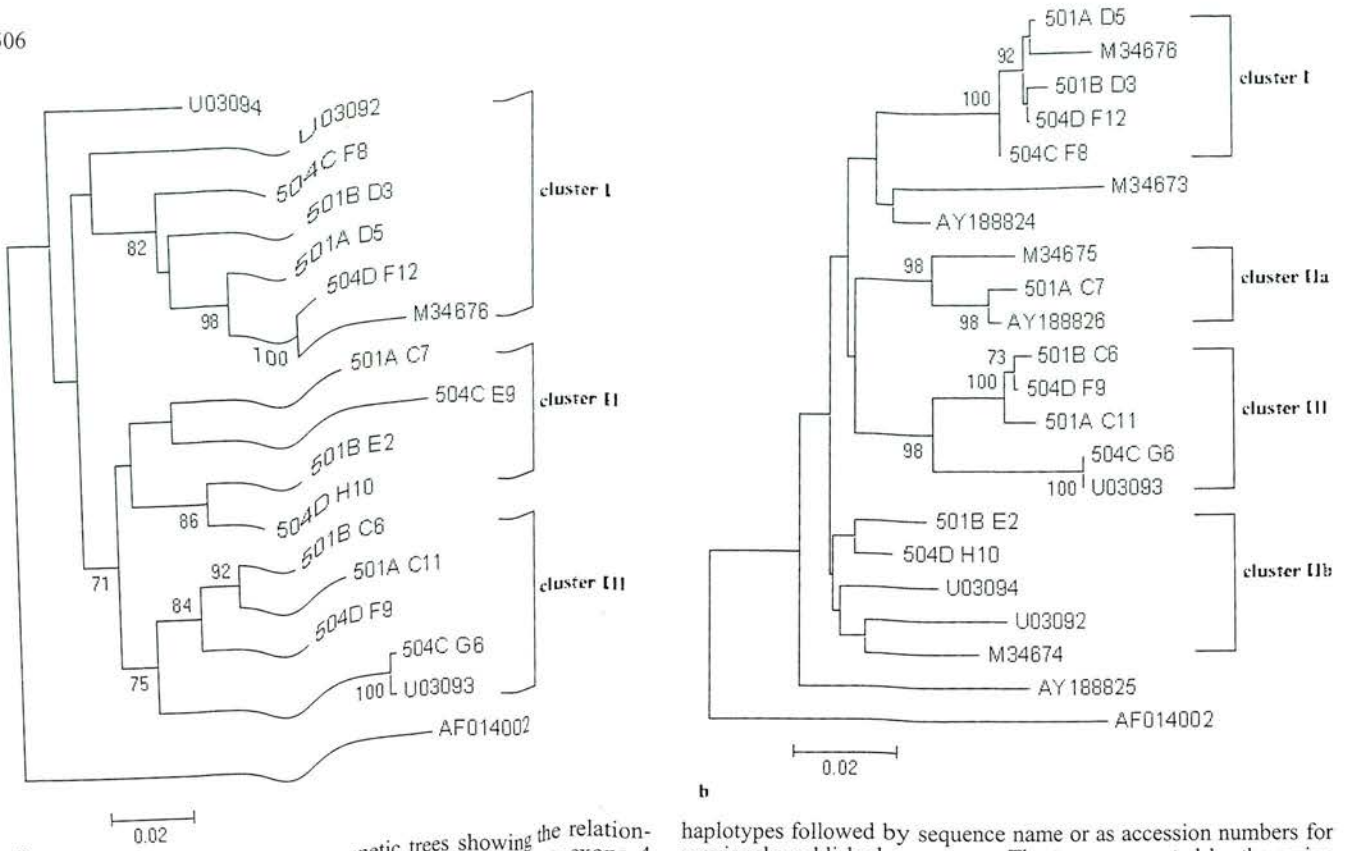 506
U03094
U03092
504C F8
501B D3
82
501A D5
504D F12
98
M34676
100
cluster I
501A C7
504C E9
501B E2
86
504D H10
cluster II
71
501B C6
92
501A C11
84
504D F9
504C G6
75
100
U03093
cluster III
AF014002
0.02
501A D5
92
M34676
501B D3
100
504D F12
504C F8
cluster I
M34673
AY188824
M34675
98
501A C7
98
AY188826
cluster IIa
73
501B C6
100
504D F9
501A C11
98
504C G6
100
U03093
cluster III
501B E2
504D H10
U03094
U03092
M34674
cluster IIb
AY188825
AF014002
0.02
b
netic trees showing the relation-
haplotypes followed by sequence name or as accession numbers for